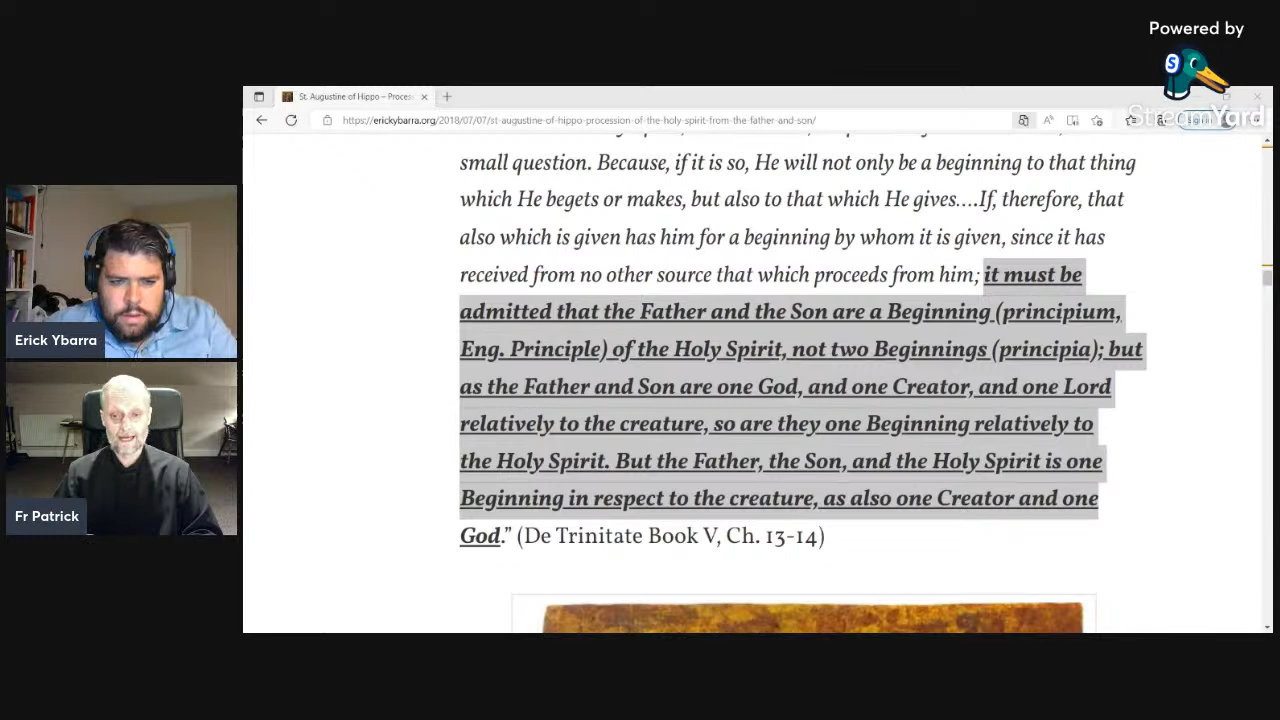 Powered by
StreamYard
St. Augustine of Hippo – Proces
https://erickybarra.org/2018/07/07/st-augustine-of-hippo-procession-of-the-holy-spirit-from-the-father-and-son/
small question. Because, if it is so, He will not only be a beginning to that thing
which He begets or makes, but also to that which He gives….If, therefore, that
also which is given has him for a beginning by whom it is given, since it has
received from no other source that which proceeds from him; it must be
admitted that the Father and the Son are a Beginning (principium,
Eng. Principle) of the Holy Spirit, not two Beginnings (principia); but
as the Father and Son are one God, and one Creator, and one Lord
relatively to the creature, so are they one Beginning relatively to
the Holy Spirit. But the Father, the Son, and the Holy Spirit is one
Beginning in respect to the creature, as also one Creator and one
God.” (De Trinitate Book V, Ch. 13-14)
Erick Ybarra
Fr Patrick